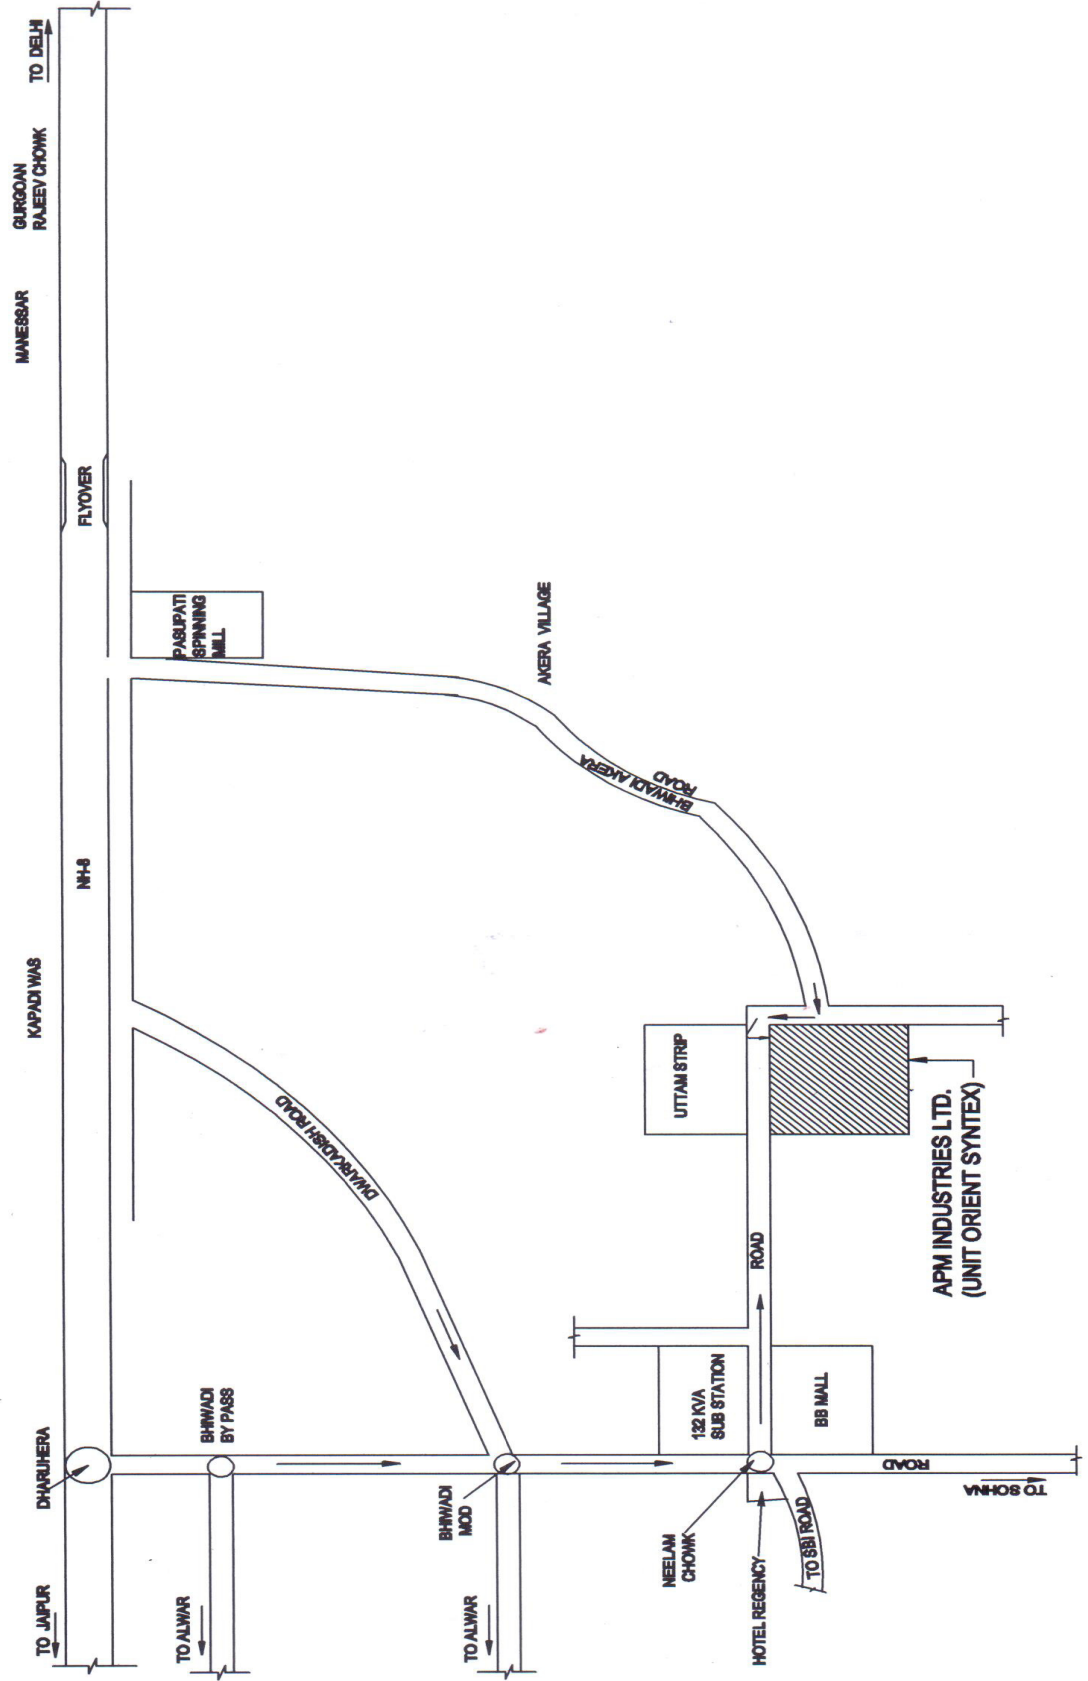 GURGOAN
RAJEEV CHOWK
TO DELHI
MANESSAR
KAPADI WAS
DHARUHERA
TO JAIPUR
FLYOVER
NH-8
PASUPATI
SPINNING
MILL
BHIWADI
BY PASS
TO ALWAR
DWARKADISH ROAD
AKERA VILLAGE
BHIWADI AKERA
ROAD
BHIWADI
MOD
TO ALWAR
UTTAM STRIP
132 KVA
SUB STATION
NEELAM
CHOWK
ROAD
HOTEL REGENCY
BB MALL
TO SBI ROAD
ROAD
APM INDUSTRIES LTD.
(UNIT ORIENT SYNTEX)
TO SOHNA